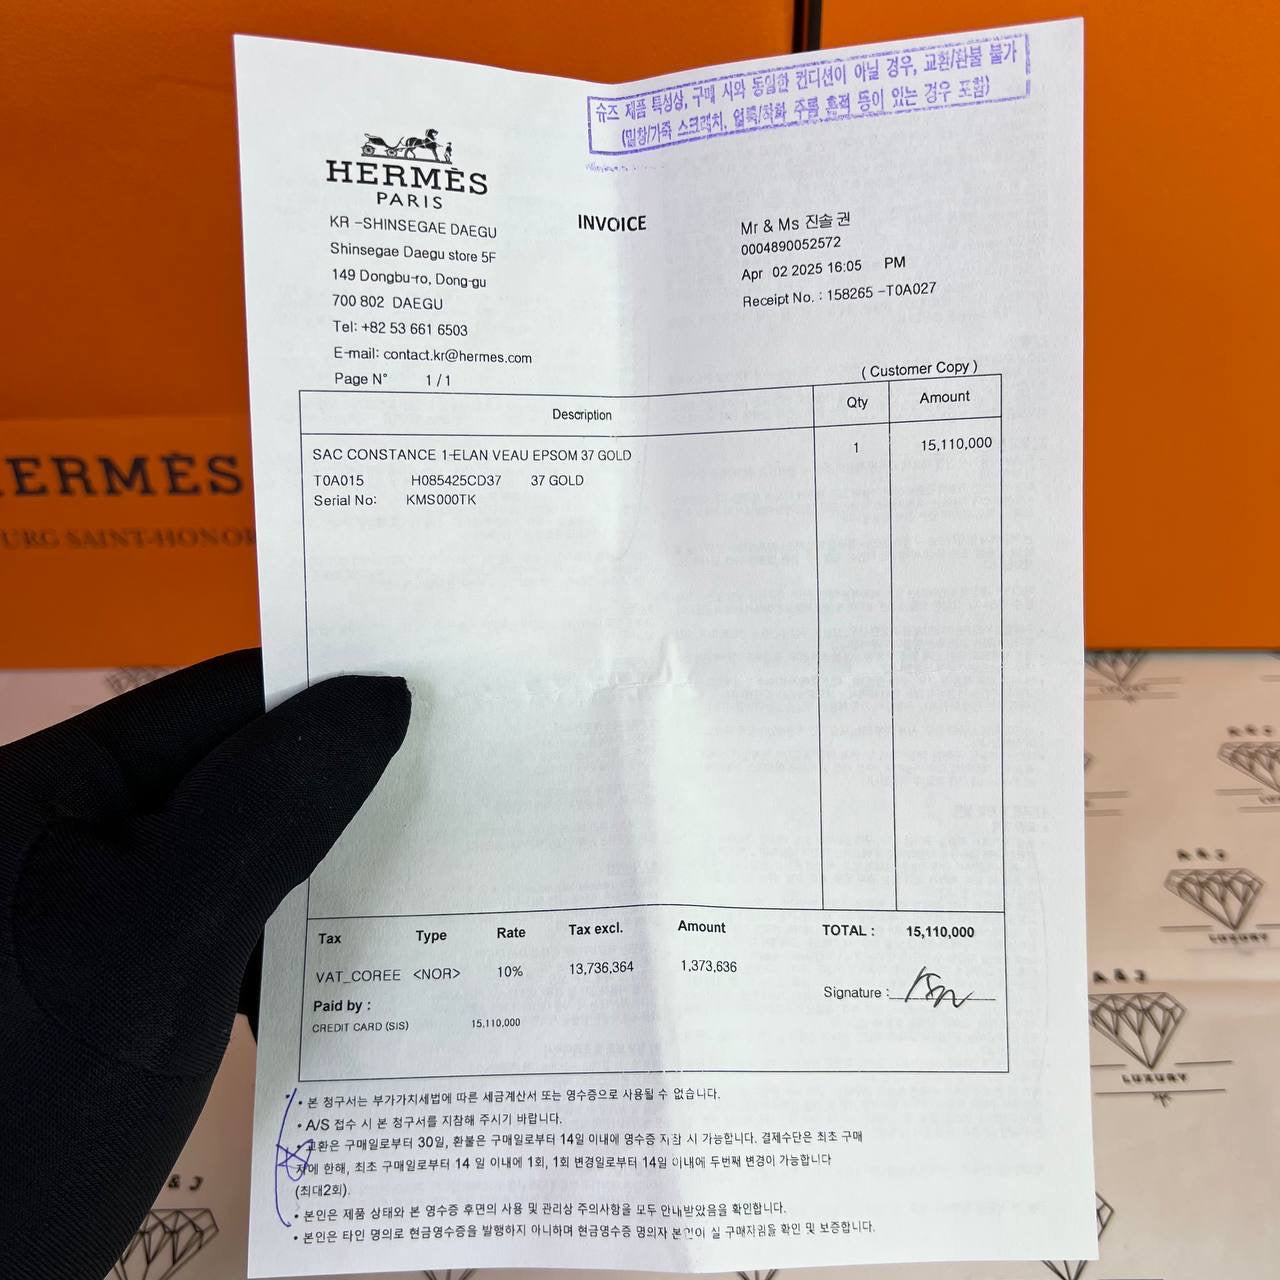 슈즈 제품 특성상, 구매 시와 동일한 컨디션이 아닐 경우, 교환/환불 불가
(밑창/가죽 스크래치, 얼룩/착화 주름 흔적 등이 있는 경우 포함)
HERMÈS
PARIS
KR -SHINSEGAE DAEGU
Shinsegae Daegu store 5F
149 Dongbu-ro, Dong-gu
700 802 DAEGU
Tel: +82 53 661 6503
E-mail: contact.kr@hermes.com
Page N° 1 / 1
INVOICE
Mr & Ms 진솔 권
0004890052572
Apr 02 2025 16:05 PM
Receipt No. : 158265 -T0A027
( Customer Copy )
Description Qty Amount
SAC CONSTANCE 1-ELAN VEAU EPSOM 37 GOLD 1 15,110,000
T0A015 H085425CD37 37 GOLD
Serial No: KMS000TK
Tax Type Rate Tax excl. Amount TOTAL : 15,110,000
VAT_COREE <NOR> 10% 13,736,364 1,373,636
Signature :
Paid by :
CREDIT CARD (SIS) 15,110,000
• 본 청구서는 부가가치세법에 따른 세금계산서 또는 영수증으로 사용될 수 없습니다.
• A/S 접수 시 본 청구서를 지참해 주시기 바랍니다.
• 교환은 구매일로부터 30일, 환불은 구매일로부터 14일 이내에 영수증 지참 시 가능합니다. 결제수단은 최초 구매
자에 한해, 최초 구매일로부터 14 일 이내에 1회, 1회 변경일로부터 14일 이내에 두번째 변경이 가능합니다
(최대2회).
• 본인은 제품 상태와 본 영수증 후면의 사용 및 관리상 주의사항을 모두 안내받았음을 확인합니다.
• 본인은 타인 명의로 현금영수증을 발행하지 아니하며 현금영수증 명의자 본인이 실 구매자임을 확인 및 보증합니다.
HERMÈS
URG SAINT-HONOR
A & J
A & J
LUXURY
A & J
LUXURY
& J